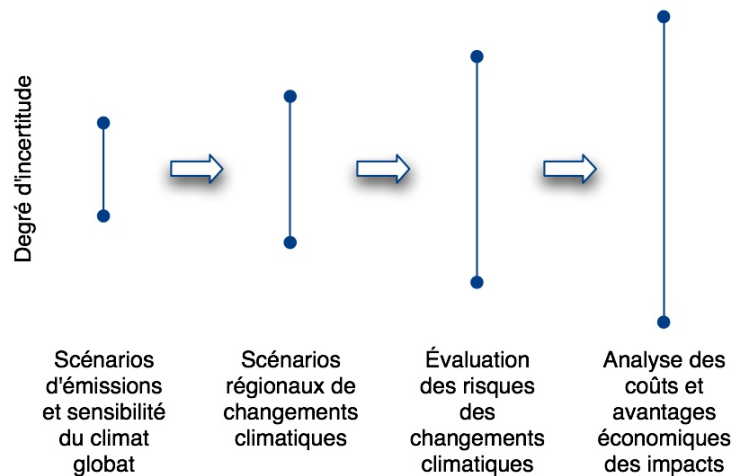 Degré d'incertitude
Scénarios
d'émissions
et sensibilité
du climat
globat
Scénarios
régionaux de
changements
climatiques
Évaluation
des risques
des
changements
climatiques
Analyse des
coûts et
avantages
économiques
des impacts